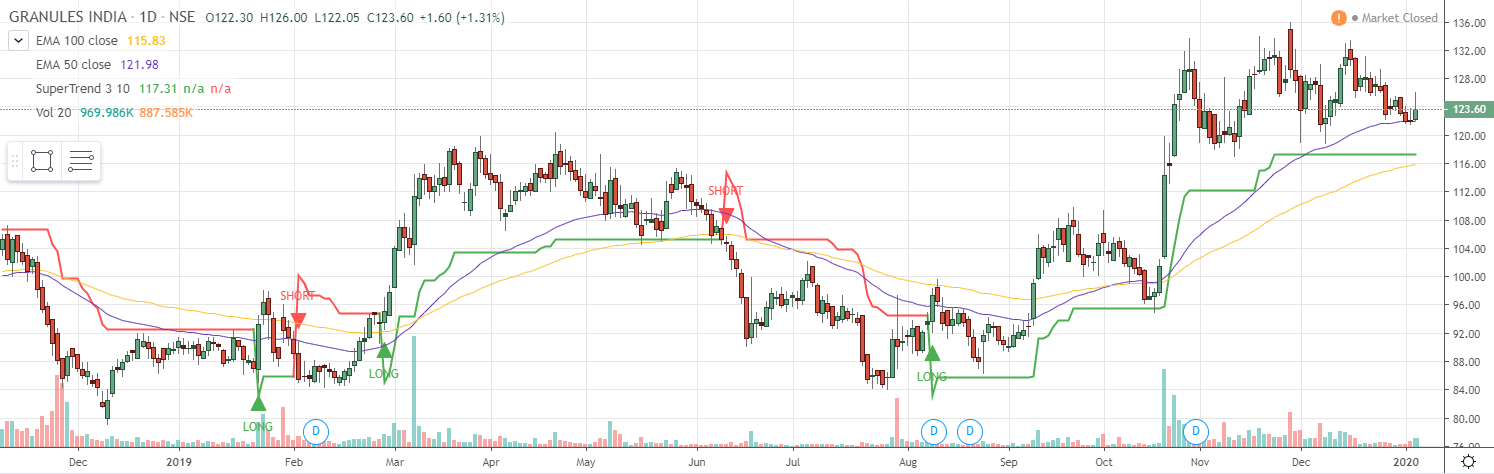 GRANULES INDIA · 1D · NSE O122.30 H126.00 L122.05 C123.60 +1.60 (+1.31%)
! Market Closed
EMA 100 close 115.83
EMA 50 close 121.98
SuperTrend 3 10 117.31 n/a n/a
Vol 20 969.986K 887.585K
136.00
132.00
128.00
123.60
120.00
116.00
112.00
108.00
104.00
100.00
96.00
92.00
88.00
84.00
80.00
76.00
SHORT
SHORT
LONG
LONG
LONG
D
D
D
D
Dec 2019 Feb Mar Apr May Jun Jul Aug Sep Oct Nov Dec 2020